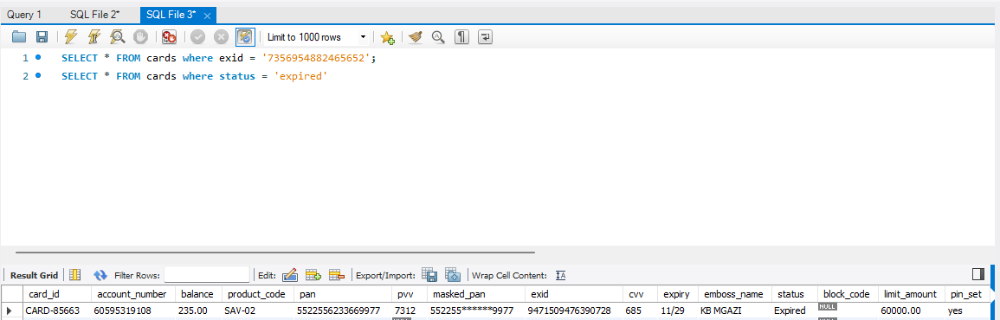 Query 1 SQL File 2* SQL File 3*
Limit to 1000 rows
1 SELECT * FROM cards where exid = '7356954882465652';
2 SELECT * FROM cards where status = 'expired'
Result Grid Filter Rows: Edit: Export/Import: Wrap Cell Content:
card_id account_number balance product_code pan pvv masked_pan exid cvv expiry emboss_name status block_code limit_amount pin_set
CARD-85663 60595319108 235.00 SAV-02 5522556233669977 7312 552255******9977 9471509476390728 685 11/29 KB MGAZI Expired NULL 60000.00 yes